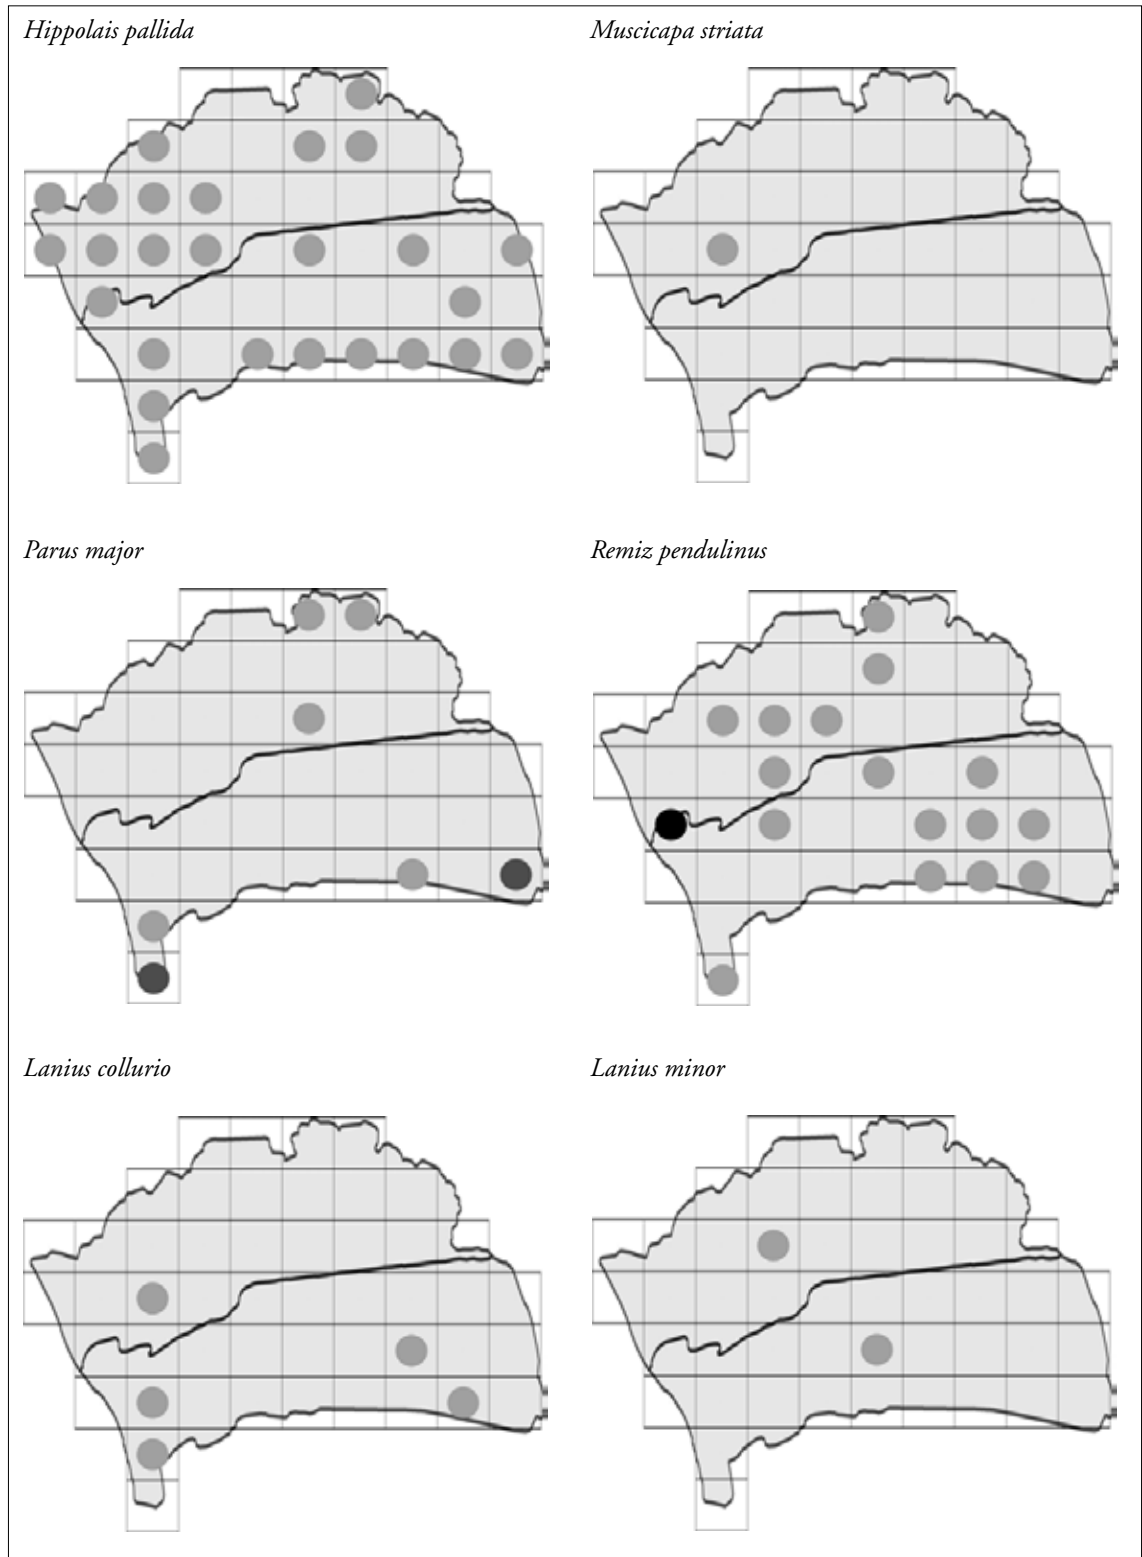 Hippolais pallida
Muscicapa striata
Parus major
Remiz pendulinus
Lanius collurio
Lanius minor